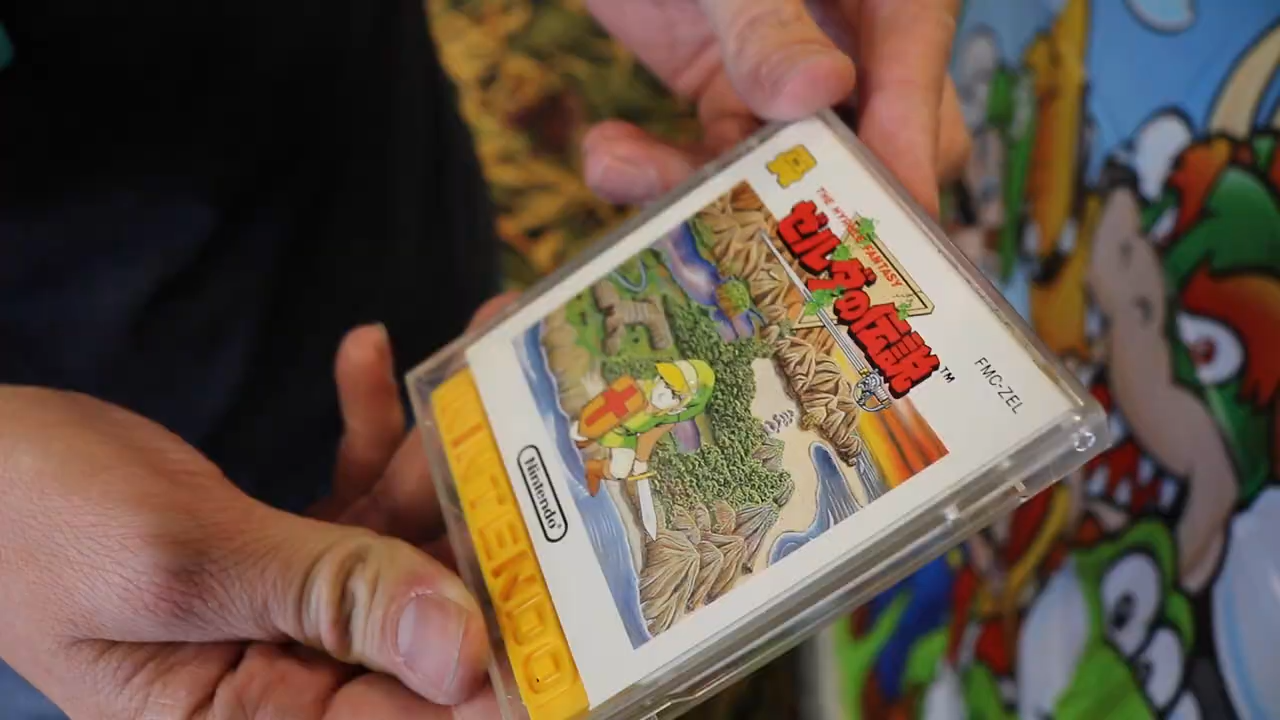 THE HYRULE FANTASY
ゼルダの伝説
TM
FMC-ZEL
Nintendo®
NINTENDO